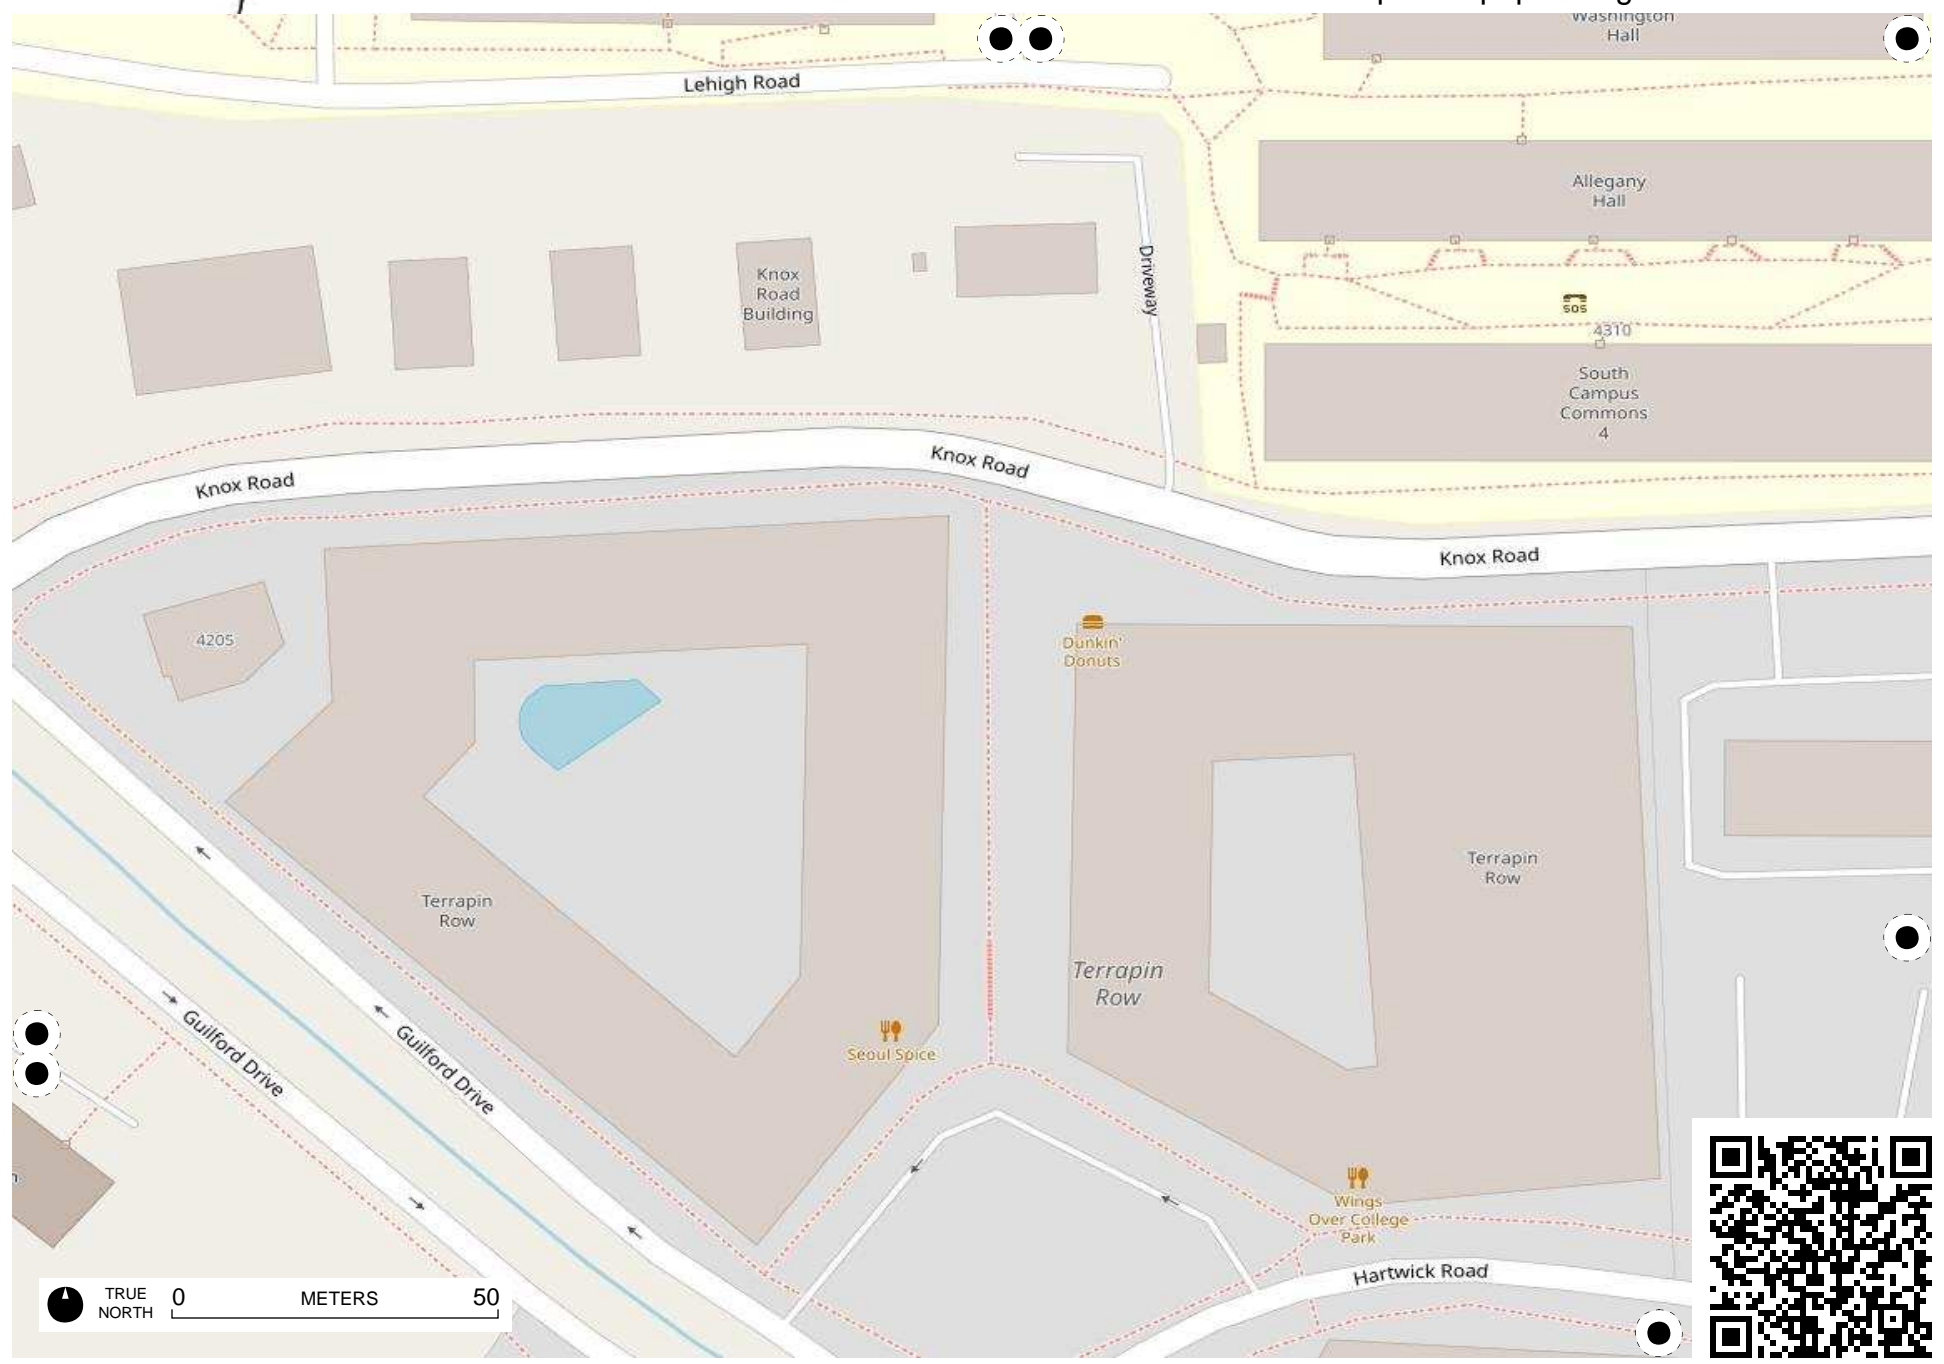 Washington
Hall
Lehigh Road
Allegany
Hall
Driveway
Knox
Road
Building
SOS
4310
South
Campus
Commons
4
Knox Road
Knox Road
Knox Road
4205
Dunkin'
Donuts
Terrapin
Row
Terrapin
Row
Terrapin
Row
Seoul Spice
Guilford Drive
Guilford Drive
Wings
Over College
Park
Hartwick Road
TRUE
NORTH
0 METERS 50